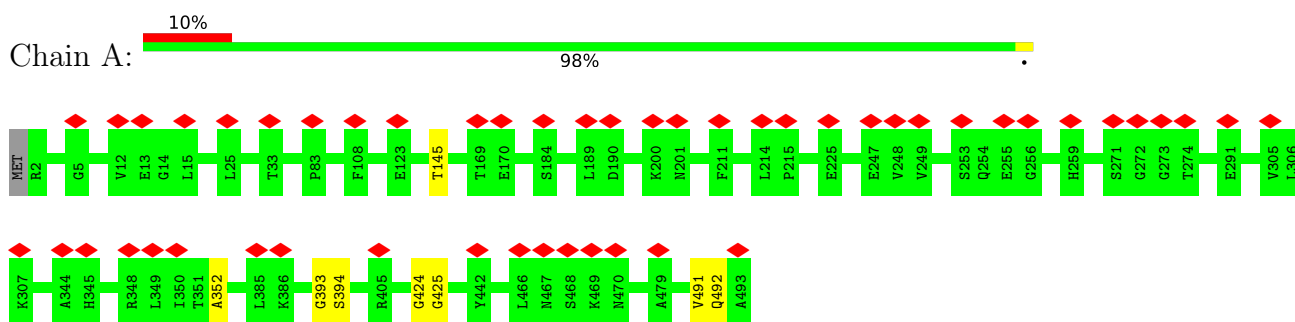 10%
Chain A:
98%
MET R2 G5 V12 E13 G14 L15 L25 T33 P83 F108 E123 T145 T169 E170 S184 L189 D190 K200 N201 F211 L214 P215 E225 E247 V248 V249 S253 Q254 E255 G256 H259 S271 G272 G273 T274 E291 V305 L306
K307 A344 H345 R348 L349 I350 T351 A352 L385 K386 G393 S394 R405 G424 G425 Y442 L466 N467 S468 K469 N470 A479 V491 Q492 A493